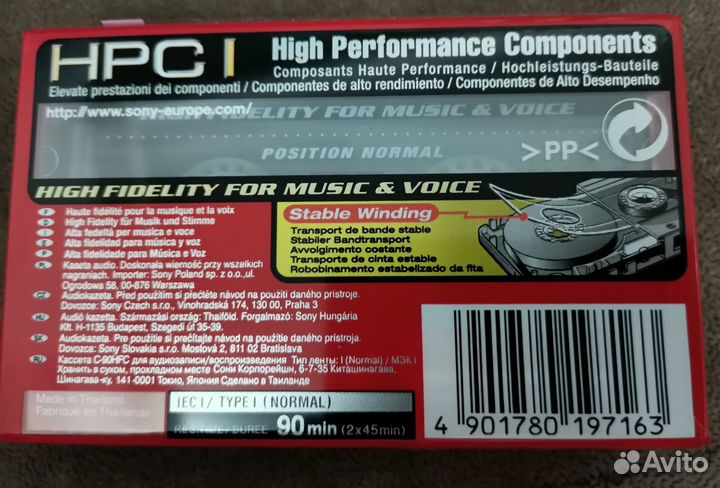 HPC I
High Performance Components
Composants Haute Performance / Hochleistungs-Bauteile
Elevate prestazioni dei componenti / Componentes de alto rendimiento / Componentes de Alto Desempenho
http://www.sony-europe.com/
HIGH FIDELITY FOR MUSIC & VOICE
POSITION NORMAL
>PP<
HIGH FIDELITY FOR MUSIC & VOICE
F Haute fidélité pour la musique et la voix
D High Fidelity für Musik und Stimme
I Alta fedeltà per musica e voce
E Alta fidelidad para música y voz
P Alta fidelidade para Música e Voz
PL Kaseta audio. Doskonała wierność przy wszelkich
nagraniach. Importer: Sony Poland sp. z o.o.,ul.
Ogrodowa 58, 00-876 Warszawa
CZ Audiokazeta. Před použitím si přečtěte návod na použití daného přístroje.
Dovozce: Sony Czech s.r.o., Vinohradská 174, 130 00, Praha 3
HU Audió kazetta. Származási ország: Thaiföld. Forgalmazó: Sony Hungária
Kft. H-1135 Budapest, Szegedi út 35-39.
SK Audiokazeta. Pre použitie si prečítajte návod na použitie daného prístroja.
Dovozca: Sony Slovakia s.r.o. Mostová 2, 811 02 Bratislava
RU Кассета C-90HFC для аудиозаписи/воспроизведения Тип ленты: I (Normal) / МЭК I
Хранить в сухом, прохладном месте Сони Корпорейшн, 6-7-35 Киташинагава,
Шинагава-ку, 141-0001 Токио, Япония Сделано в Таиланде
Stable Winding
Transport de bande stable
Stabiler Bandtransport
Avvolgimento costante
Transporte de cinta estable
Robobinamento estabelizado da fita
Made in Thailand
Fabriqué en Thaïlande
IEC I / TYPE I (NORMAL)
90 min (2x45min)
4 901780 197163
Avito